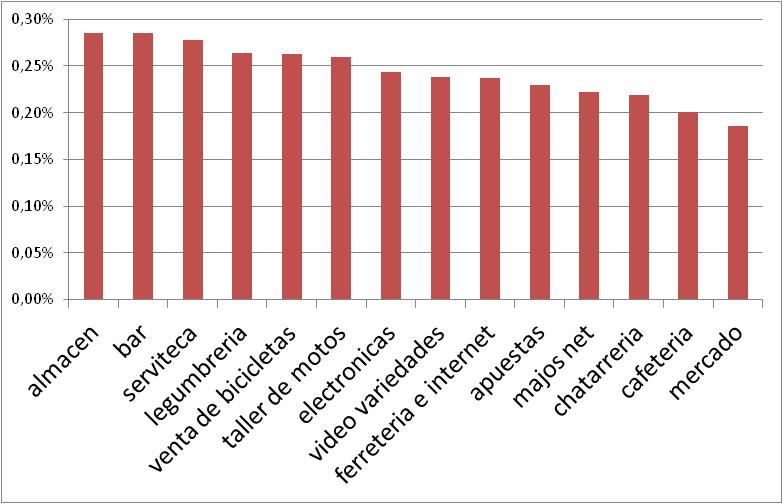 0,30%
0,25%
0,20%
0,15%
0,10%
0,05%
0,00%
almacen
bar
serviteca
legumbreria
venta de bicicletas
taller de motos
electronicas
video variedades
ferreteria e internet
apuestas
majos net
chatarreria
cafeteria
mercado